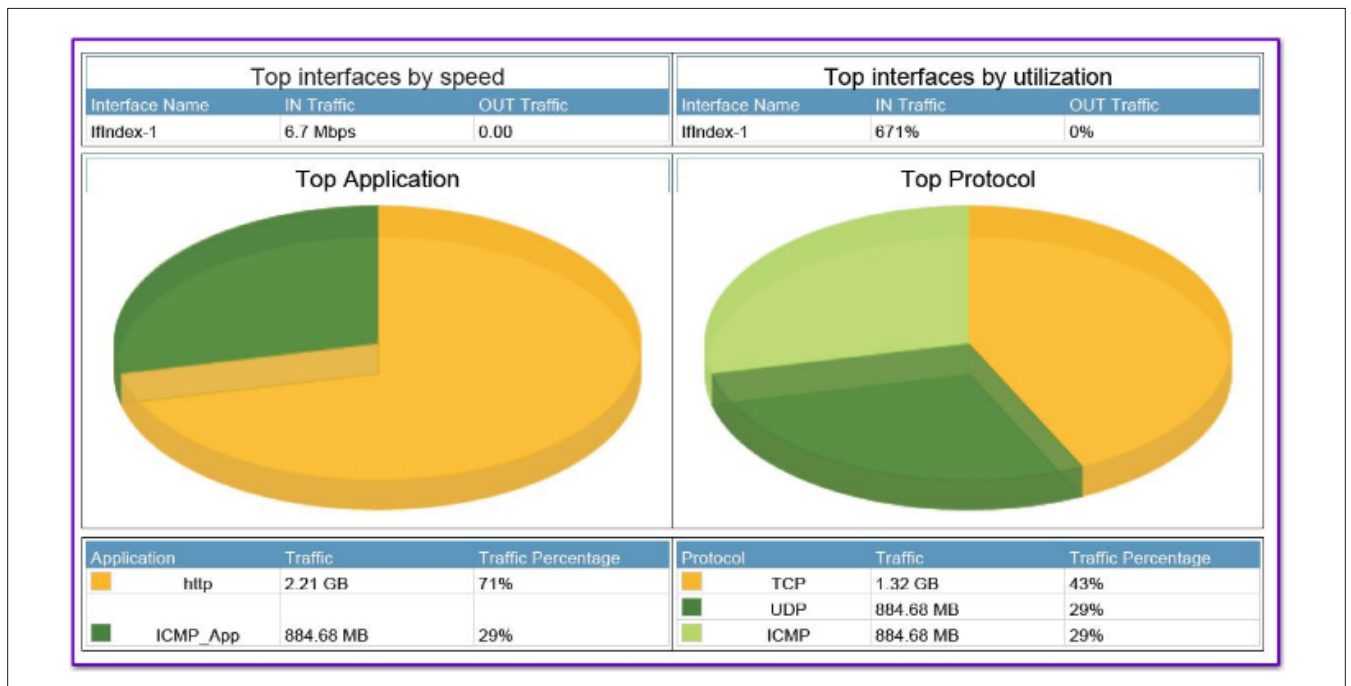 Top interfaces by speed
Interface Name IN Traffic OUT Traffic
IfIndex-1 6.7 Mbps 0.00
Top interfaces by utilization
Interface Name IN Traffic OUT Traffic
IfIndex-1 671% 0%
Top Application
Top Protocol
Application Traffic Traffic Percentage
http 2.21 GB 71%
ICMP_App 884.68 MB 29%
Protocol Traffic Traffic Percentage
TCP 1.32 GB 43%
UDP 884.68 MB 29%
ICMP 884.68 MB 29%